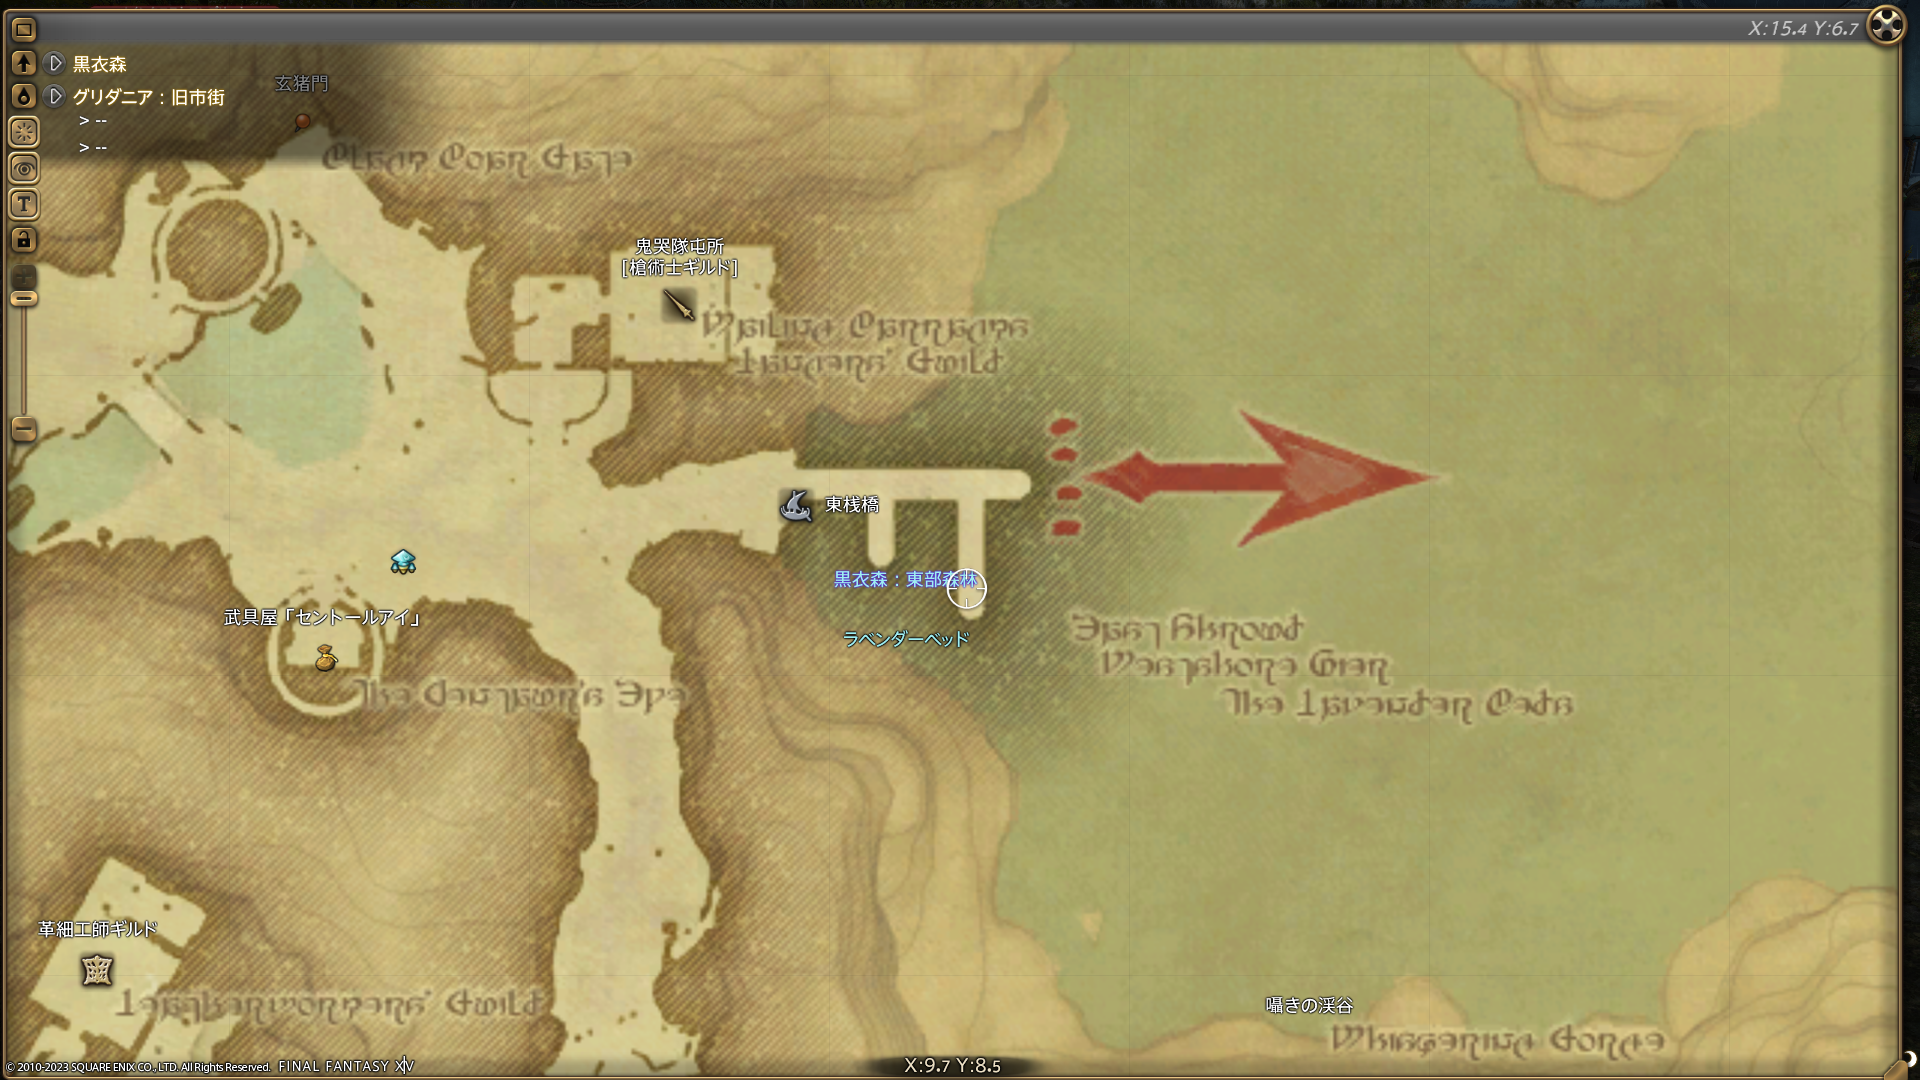 X:15.4 Y:6.7
黒衣森
玄猪門
グリダニア：旧市街
> --
> --
鬼哭隊屯所
[槍術士ギルド]
東桟橋
黒衣森：東部森林
武具屋「セントールアイ」
ラベンダーベッド
革細工師ギルド
囁きの渓谷
© 2010-2023 SQUARE ENIX CO., LTD. All Rights Reserved. FINAL FANTASY XIV
X:9.7 Y:8.5